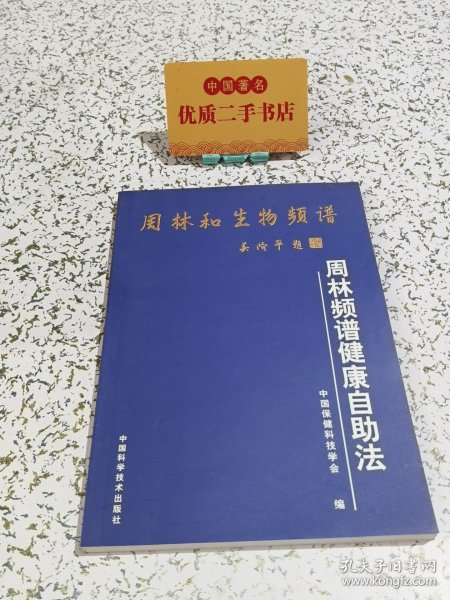 中国著名
优质二手书店
周林和生物频谱
吴阶平题
周林频谱健康自助法
中国保健科技学会 编
中国科学技术出版社
孔夫子旧书网
www.kongfz.com